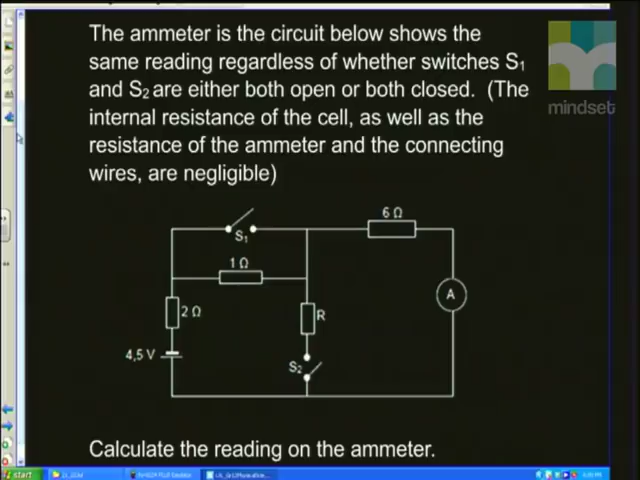 The ammeter is the circuit below shows the
same reading regardless of whether switches S₁
and S₂ are either both open or both closed. (The
internal resistance of the cell, as well as the
resistance of the ammeter and the connecting
wires, are negligible)
mindset
6 Ω
S₁
1 Ω
2 Ω
R
A
4,5 V
S₂
Calculate the reading on the ammeter.
start